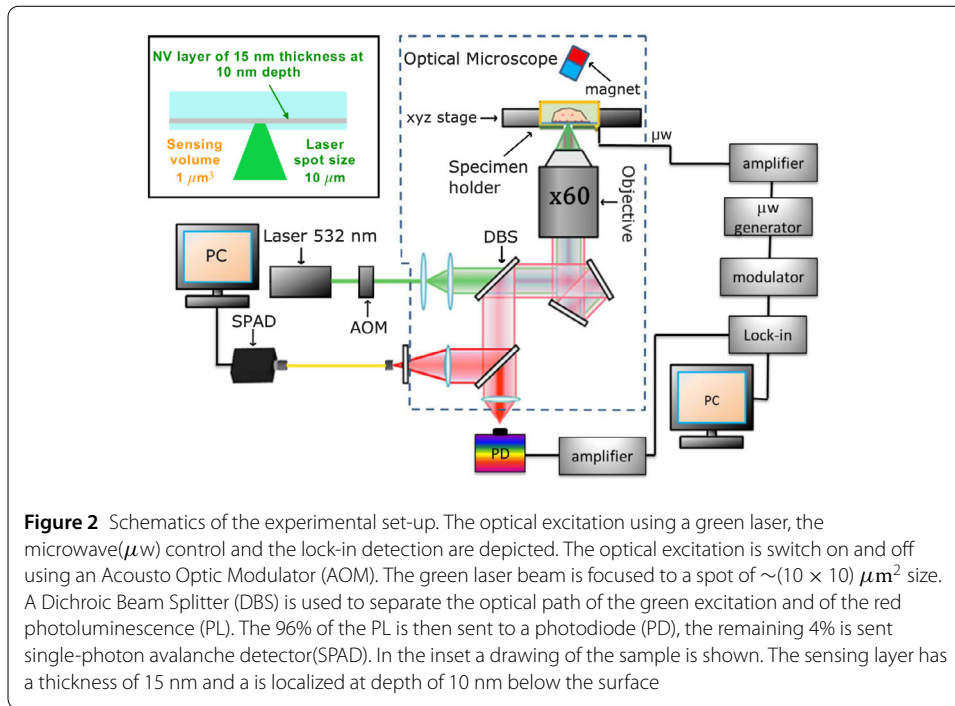 NV layer of 15 nm thickness at
10 nm depth
Sensing
volume
1 μm³
Laser
spot size
10 μm
Optical Microscope
magnet
xyz stage
Specimen
holder
μw
x60
Objective
amplifier
μw
generator
modulator
Lock-in
PC
Laser 532 nm
DBS
PC
AOM
SPAD
PD
amplifier
Figure 2 Schematics of the experimental set-up. The optical excitation using a green laser, the
microwave(μw) control and the lock-in detection are depicted. The optical excitation is switch on and off
using an Acousto Optic Modulator (AOM). The green laser beam is focused to a spot of ~(10 × 10) μm² size.
A Dichroic Beam Splitter (DBS) is used to separate the optical path of the green excitation and of the red
photoluminescence (PL). The 96% of the PL is then sent to a photodiode (PD), the remaining 4% is sent
single-photon avalanche detector(SPAD). In the inset a drawing of the sample is shown. The sensing layer has
a thickness of 15 nm and a is localized at depth of 10 nm below the surface